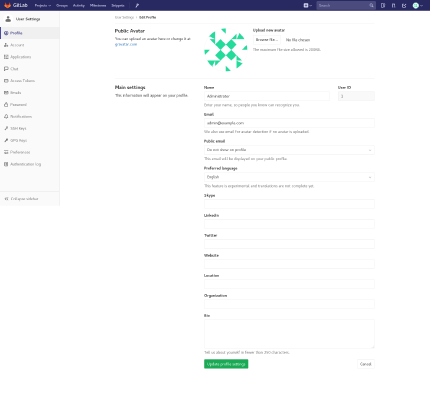 GitLab Projects Groups Activity Milestones Snippets Search
User Settings
Profile
Account
Applications
Chat
Access Tokens
Emails
Password
Notifications
SSH Keys
GPG Keys
Preferences
Authentication log
Collapse sidebar
User Settings › Edit Profile
Public Avatar
You can upload an avatar here or change it at
gravatar.com
Upload new avatar
Browse file... No file chosen
The maximum file size allowed is 200KB.
Main settings
This information will appear on your profile.
Name
Administrator
User ID
1
Enter your name, so people you know can recognize you.
Email
admin@example.com
We also use email for avatar detection if no avatar is uploaded.
Public email
Do not show on profile
This email will be displayed on your public profile.
Preferred language
English
This feature is experimental and translations are not complete yet.
Skype
Linkedin
Twitter
Website
Location
Organization
Bio
Tell us about yourself in fewer than 250 characters.
Update profile settings
Cancel